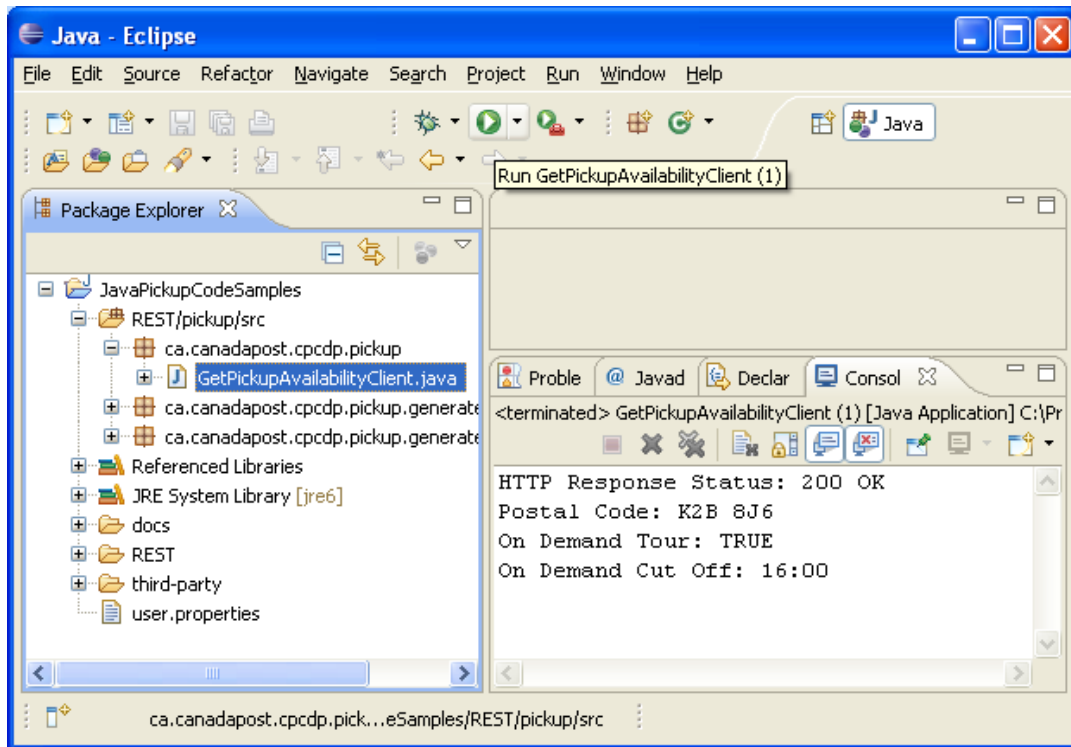 Java - Eclipse
File Edit Source Refactor Navigate Search Project Run Window Help
Java
Run GetPickupAvailabilityClient (1)
Package Explorer
JavaPickupCodeSamples
REST/pickup/src
ca.canadapost.cpcdp.pickup
GetPickupAvailabilityClient.java
ca.canadapost.cpcdp.pickup.generate
ca.canadapost.cpcdp.pickup.generate
Referenced Libraries
JRE System Library [jre6]
docs
REST
third-party
user.properties
Proble @ Javad Declar Consol
<terminated> GetPickupAvailabilityClient (1) [Java Application] C:\Pr
HTTP Response Status: 200 OK
Postal Code: K2B 8J6
On Demand Tour: TRUE
On Demand Cut Off: 16:00
ca.canadapost.cpcdp.pick...eSamples/REST/pickup/src